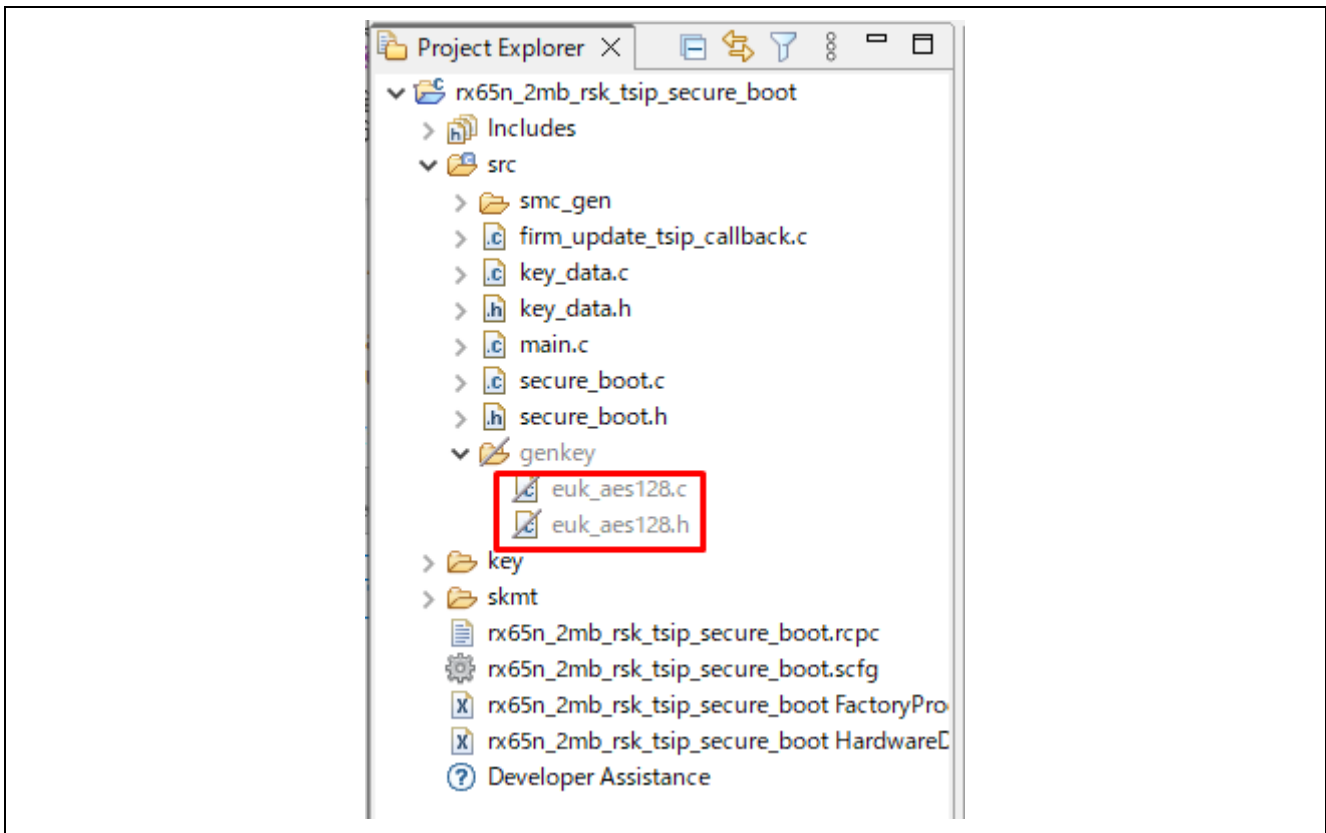 Project Explorer
rx65n_2mb_rsk_tsip_secure_boot
Includes
src
smc_gen
firm_update_tsip_callback.c
key_data.c
key_data.h
main.c
secure_boot.c
secure_boot.h
genkey
euk_aes128.c
euk_aes128.h
key
skmt
rx65n_2mb_rsk_tsip_secure_boot.rcpc
rx65n_2mb_rsk_tsip_secure_boot.scfg
rx65n_2mb_rsk_tsip_secure_boot FactoryPro
rx65n_2mb_rsk_tsip_secure_boot HardwareD
Developer Assistance